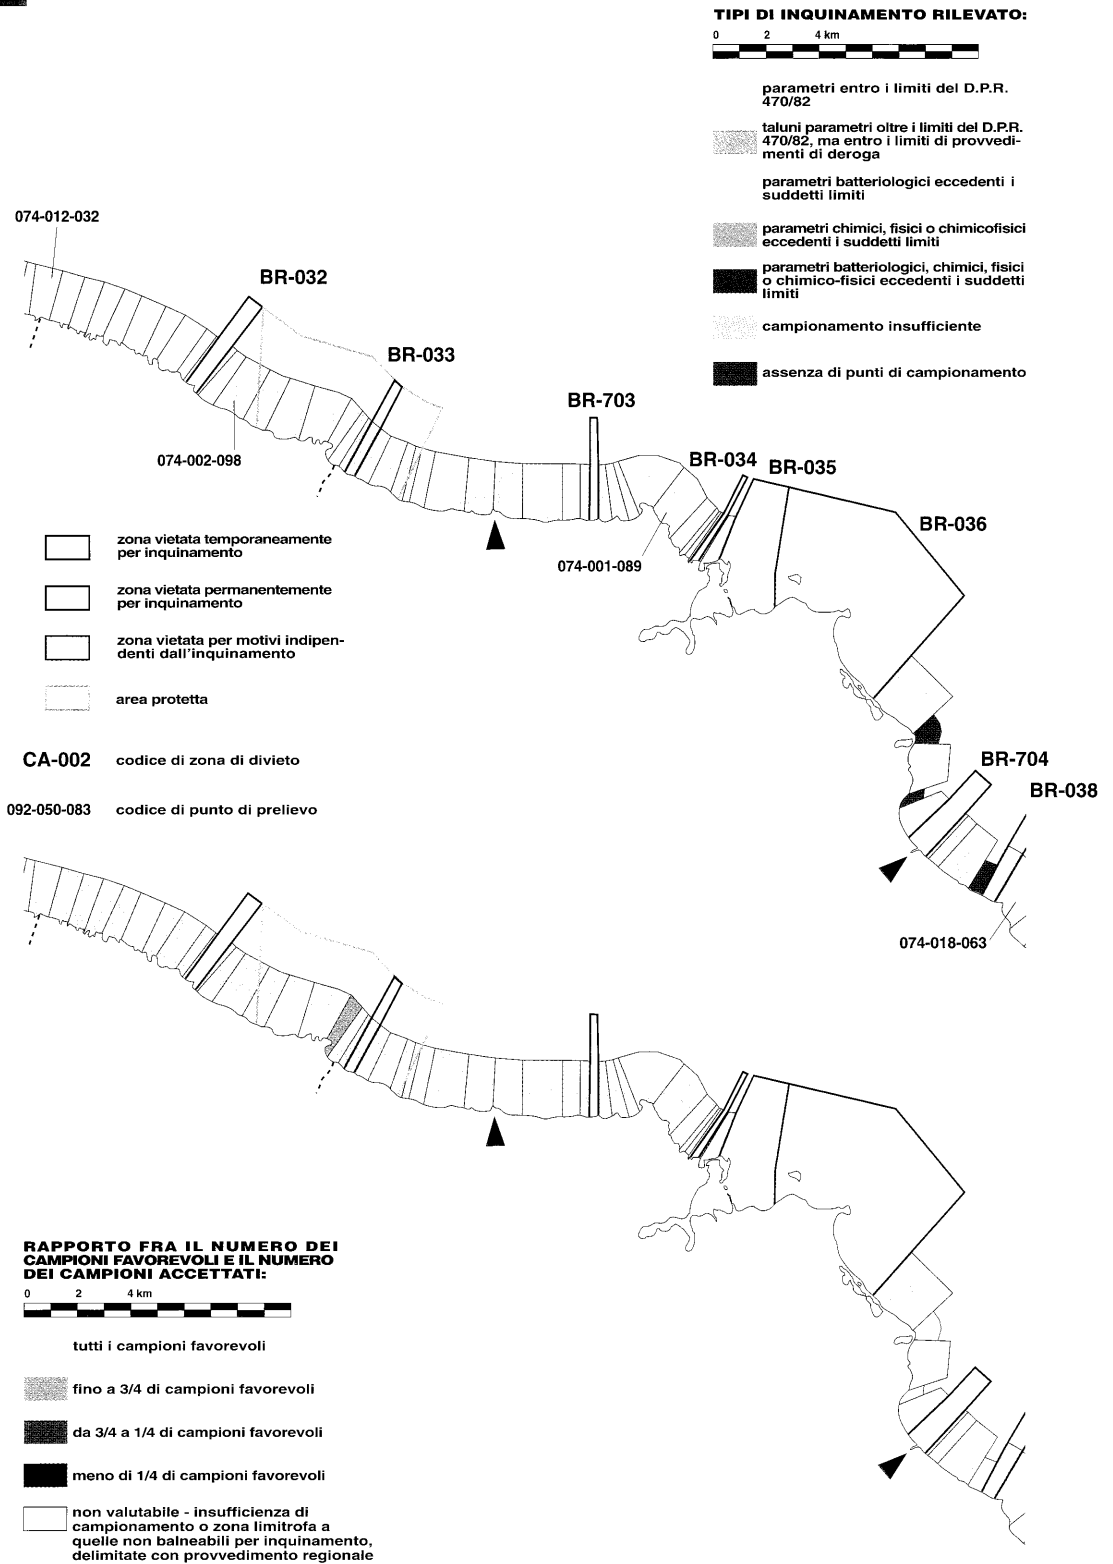 TIPI DI INQUINAMENTO RILEVATO:
0 2 4 km
parametri entro i limiti del D.P.R.
470/82
taluni parametri oltre i limiti del D.P.R.
470/82, ma entro i limiti di provvedi-
menti di deroga
parametri batteriologici eccedenti i
suddetti limiti
parametri chimici, fisici o chimicofisici
eccedenti i suddetti limiti
parametri batteriologici, chimici, fisici
o chimico-fisici eccedenti i suddetti
limiti
campionamento insufficiente
assenza di punti di campionamento
074-012-032
BR-032
BR-033
074-002-098
BR-703
BR-034
BR-035
BR-036
074-001-089
BR-704
BR-038
074-018-063
zona vietata temporaneamente
per inquinamento
zona vietata permanentemente
per inquinamento
zona vietata per motivi indipen-
denti dall'inquinamento
area protetta
CA-002 codice di zona di divieto
092-050-083 codice di punto di prelievo
RAPPORTO FRA IL NUMERO DEI
CAMPIONI FAVOREVOLI E IL NUMERO
DEI CAMPIONI ACCETTATI:
0 2 4 km
tutti i campioni favorevoli
fino a 3/4 di campioni favorevoli
da 3/4 a 1/4 di campioni favorevoli
meno di 1/4 di campioni favorevoli
non valutabile - insufficienza di
campionamento o zona limitrofa a
quelle non balneabili per inquinamento,
delimitate con provvedimento regionale